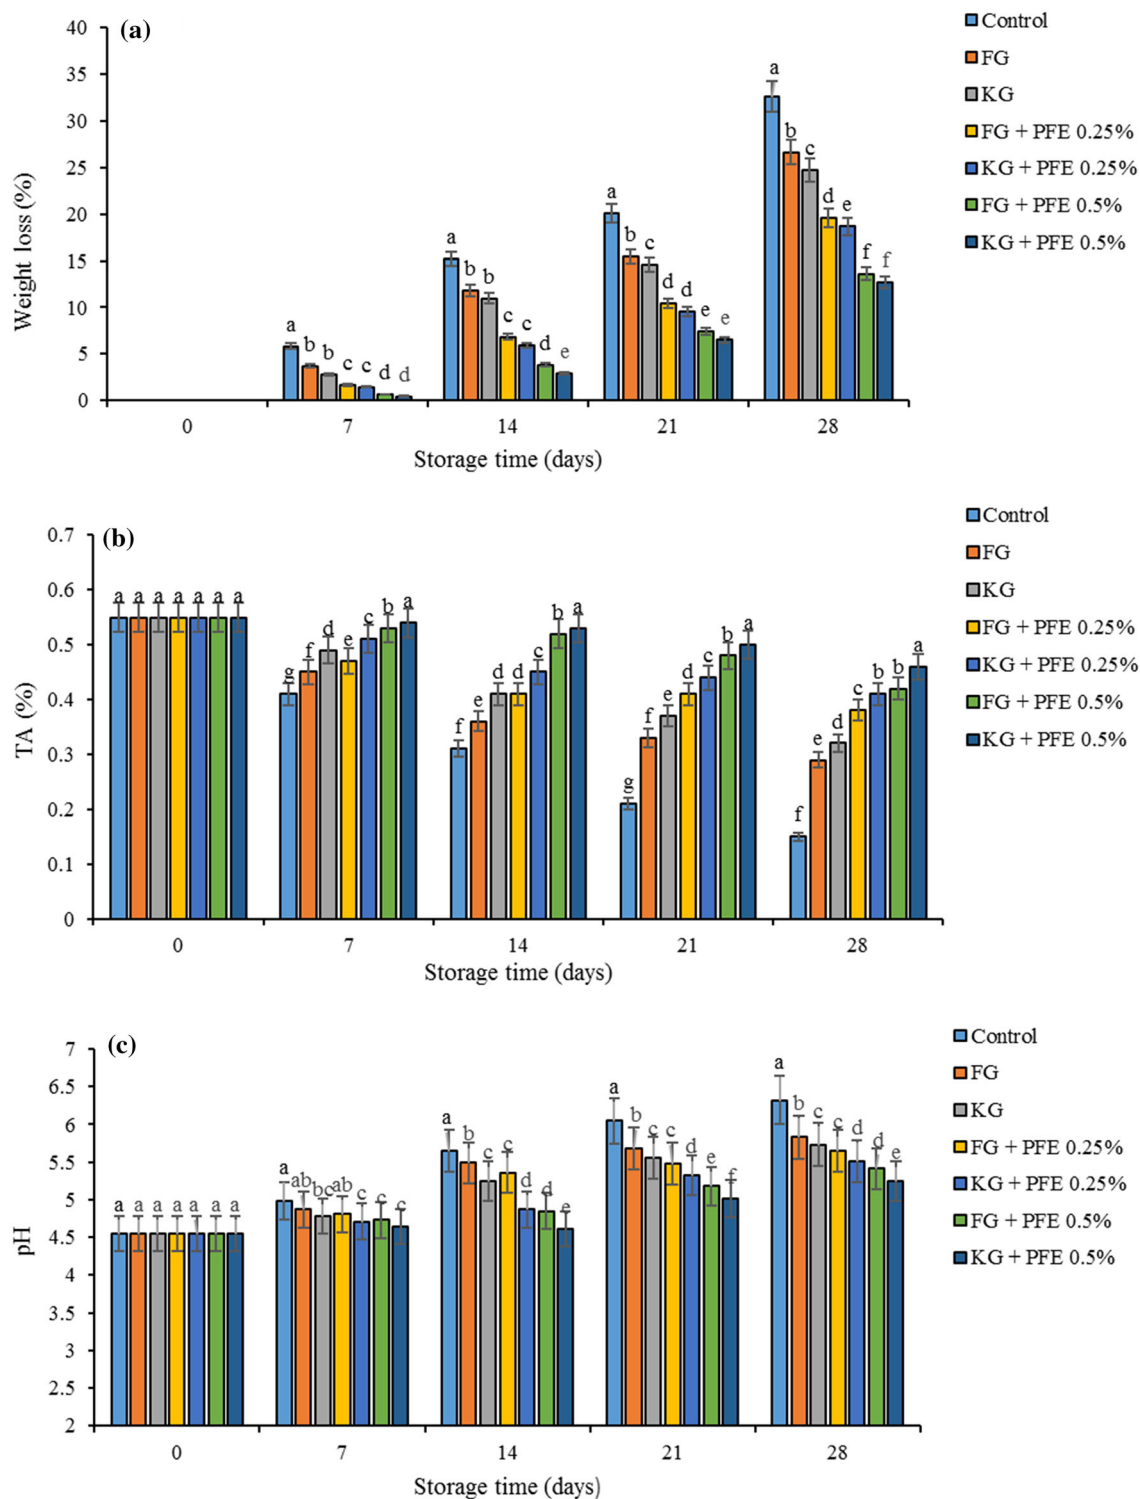 (a)
Weight loss (%)
40
35
30
25
20
15
10
5
0
a
b
b
c
c
d
d
a
b
b
c
c
d
e
a
b
c
d
d
e
e
a
b
c
d
e
f
f
0 7 14 21 28
Storage time (days)
Control
FG
KG
FG + PFE 0.25%
KG + PFE 0.25%
FG + PFE 0.5%
KG + PFE 0.5%
(b)
TA (%)
0.7
0.6
0.5
0.4
0.3
0.2
0.1
0
a a a a a a a
g f d e c b a
f e d d c b a
g f e d c b a
f e d c b b a
0 7 14 21 28
Storage time (days)
Control
FG
KG
FG + PFE 0.25%
KG + PFE 0.25%
FG + PFE 0.5%
KG + PFE 0.5%
(c)
pH
7
6.5
6
5.5
5
4.5
4
3.5
3
2.5
2
a a a a a a a
a ab bc ab c c c
a b c c d d e
a b c c d e f
a b c c d d e
0 7 14 21 28
Storage time (days)
Control
FG
KG
FG + PFE 0.25%
KG + PFE 0.25%
FG + PFE 0.5%
KG + PFE 0.5%